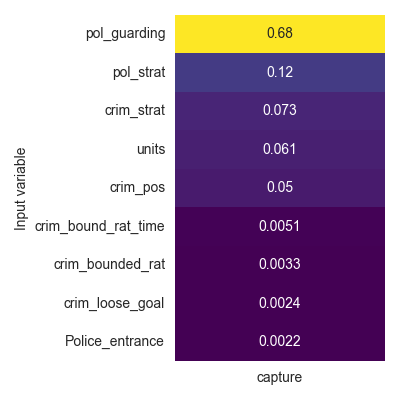 Input variable
pol_guarding 0.68
pol_strat 0.12
crim_strat 0.073
units 0.061
crim_pos 0.05
crim_bound_rat_time 0.0051
crim_bounded_rat 0.0033
crim_loose_goal 0.0024
Police_entrance 0.0022
capture